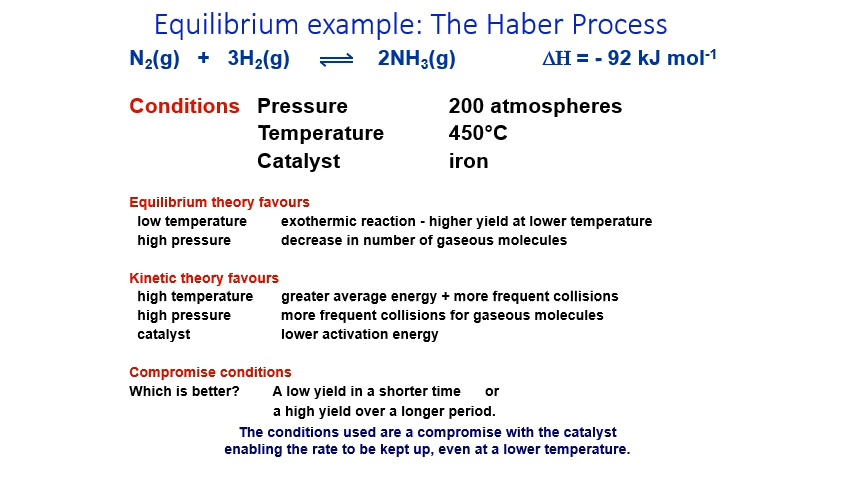 Equilibrium example: The Haber Process
N₂(g) + 3H₂(g) ⇌ 2NH₃(g) ΔH = - 92 kJ mol⁻¹
Conditions Pressure 200 atmospheres
Temperature 450°C
Catalyst iron
Equilibrium theory favours
low temperature exothermic reaction - higher yield at lower temperature
high pressure decrease in number of gaseous molecules
Kinetic theory favours
high temperature greater average energy + more frequent collisions
high pressure more frequent collisions for gaseous molecules
catalyst lower activation energy
Compromise conditions
Which is better? A low yield in a shorter time or
a high yield over a longer period.
The conditions used are a compromise with the catalyst
enabling the rate to be kept up, even at a lower temperature.